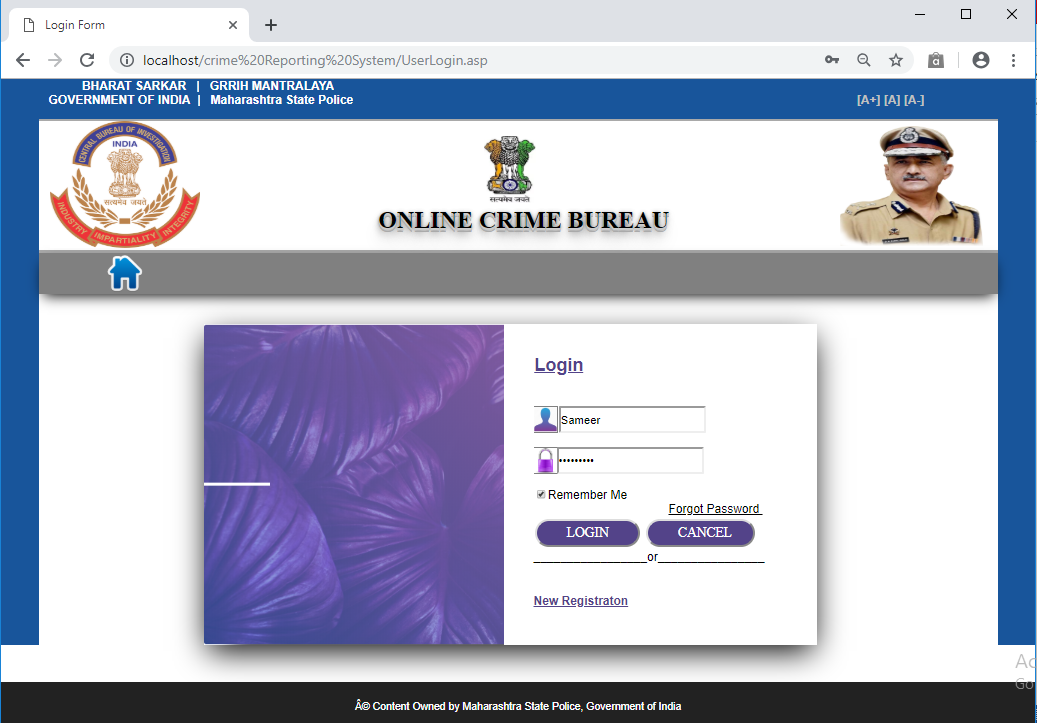 Login Form
localhost/crime%20Reporting%20System/UserLogin.asp
BHARAT SARKAR | GRRIH MANTRALAYA
GOVERNMENT OF INDIA | Maharashtra State Police
[A+] [A] [A-]
CENTRAL BUREAU OF INVESTIGATION
INDIA
सत्यमेव जयते
INDUSTRY IMPARTIALITY INTEGRITY
सत्यमेव जयते
ONLINE CRIME BUREAU
Login
Sameer
•••••••••
Remember Me
Forgot Password
LOGIN CANCEL
_________________or________________
New Registraton
Ac
Go
Â© Content Owned by Maharashtra State Police, Government of India